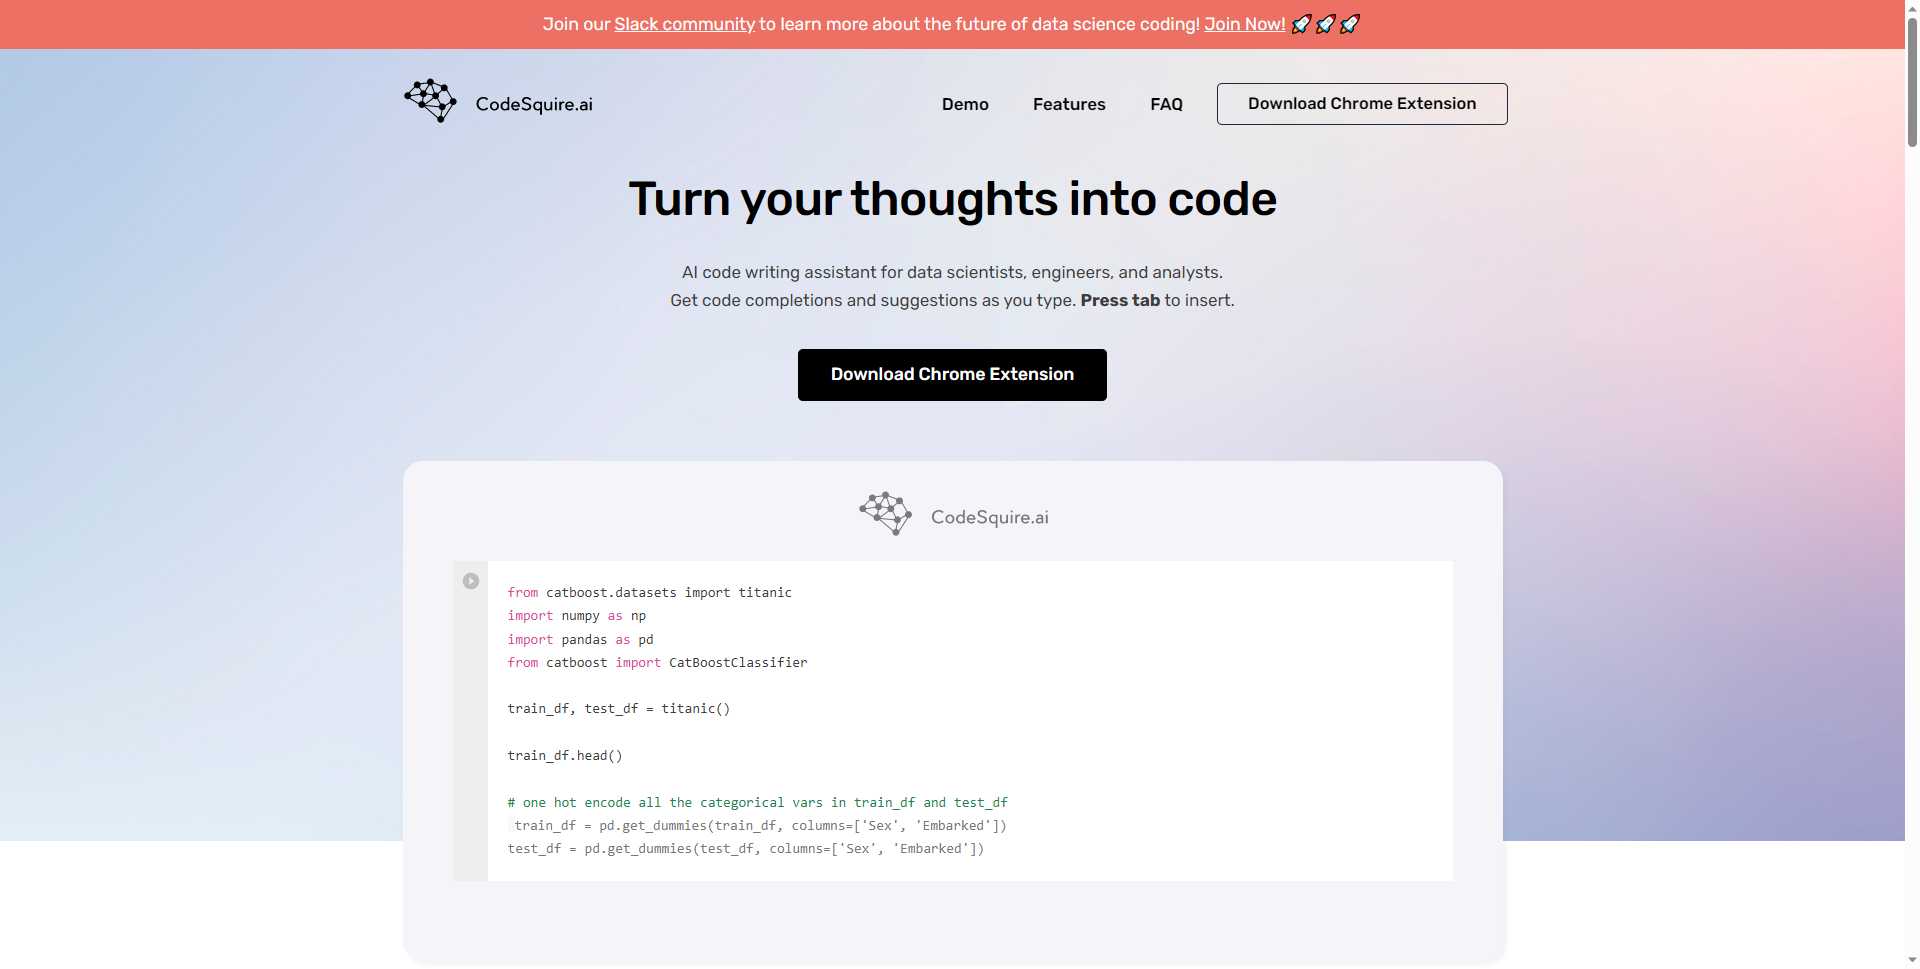 Join our Slack community to learn more about the future of data science coding! Join Now! 🚀🚀🚀
CodeSquire.ai
Demo
Features
FAQ
Download Chrome Extension
Turn your thoughts into code
AI code writing assistant for data scientists, engineers, and analysts.
Get code completions and suggestions as you type. Press tab to insert.
Download Chrome Extension
CodeSquire.ai
from catboost.datasets import titanic
import numpy as np
import pandas as pd
from catboost import CatBoostClassifier
train_df, test_df = titanic()
train_df.head()
# one hot encode all the categorical vars in train_df and test_df
train_df = pd.get_dummies(train_df, columns=['Sex', 'Embarked'])
test_df = pd.get_dummies(test_df, columns=['Sex', 'Embarked'])